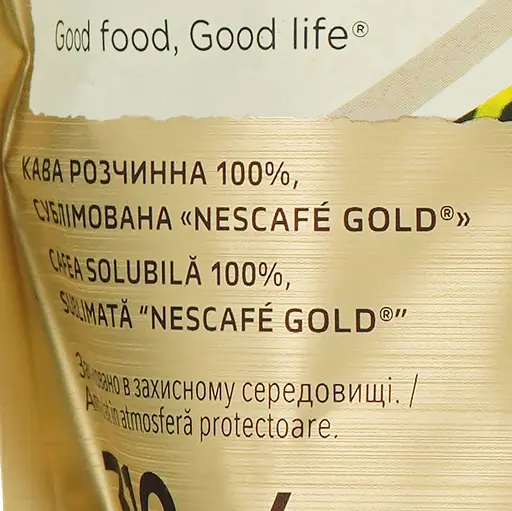 Good food, Good life®
КАВА РОЗЧИННА 100%,
СУБЛІМОВАНА «NESCAFÉ GOLD®»
CAFEA SOLUBILĂ 100%,
SUBLIMATĂ “NESCAFÉ GOLD®”
в захисному середовищі. /
in atmosferă protectoare.